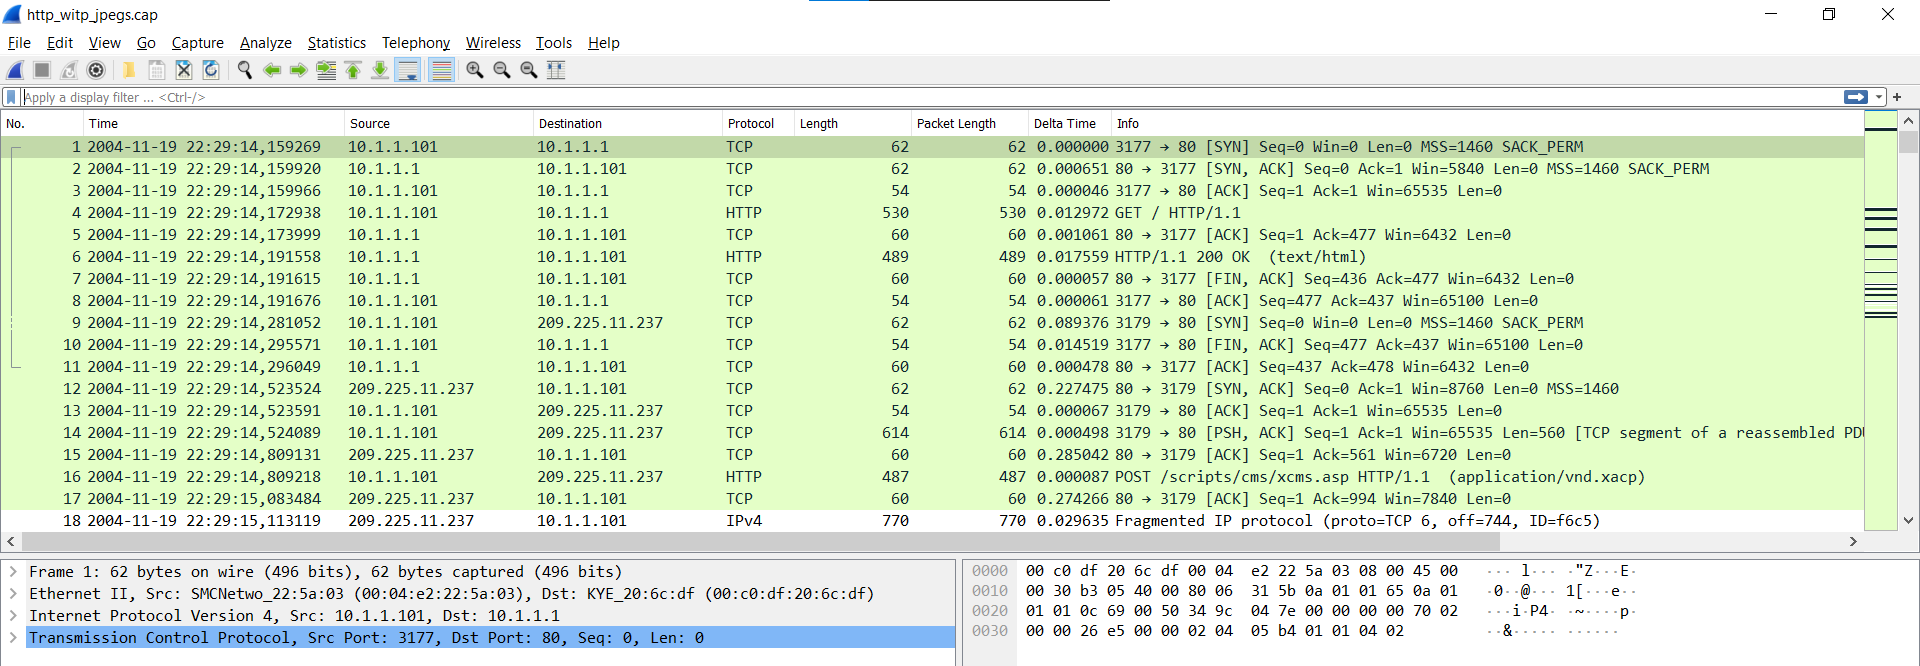 http_witp_jpegs.cap
File Edit View Go Capture Analyze Statistics Telephony Wireless Tools Help
Apply a display filter ... <Ctrl-/>
No. Time Source Destination Protocol Length Packet Length Delta Time Info
1 2004-11-19 22:29:14,159269 10.1.1.101 10.1.1.1 TCP 62 62 0.000000 3177 → 80 [SYN] Seq=0 Win=0 Len=0 MSS=1460 SACK_PERM
2 2004-11-19 22:29:14,159920 10.1.1.1 10.1.1.101 TCP 62 62 0.000651 80 → 3177 [SYN, ACK] Seq=0 Ack=1 Win=5840 Len=0 MSS=1460 SACK_PERM
3 2004-11-19 22:29:14,159966 10.1.1.101 10.1.1.1 TCP 54 54 0.000046 3177 → 80 [ACK] Seq=1 Ack=1 Win=65535 Len=0
4 2004-11-19 22:29:14,172938 10.1.1.101 10.1.1.1 HTTP 530 530 0.012972 GET / HTTP/1.1
5 2004-11-19 22:29:14,173999 10.1.1.1 10.1.1.101 TCP 60 60 0.001061 80 → 3177 [ACK] Seq=1 Ack=477 Win=6432 Len=0
6 2004-11-19 22:29:14,191558 10.1.1.1 10.1.1.101 HTTP 489 489 0.017559 HTTP/1.1 200 OK (text/html)
7 2004-11-19 22:29:14,191615 10.1.1.1 10.1.1.101 TCP 60 60 0.000057 80 → 3177 [FIN, ACK] Seq=436 Ack=477 Win=6432 Len=0
8 2004-11-19 22:29:14,191676 10.1.1.101 10.1.1.1 TCP 54 54 0.000061 3177 → 80 [ACK] Seq=477 Ack=437 Win=65100 Len=0
9 2004-11-19 22:29:14,281052 10.1.1.101 209.225.11.237 TCP 62 62 0.089376 3179 → 80 [SYN] Seq=0 Win=0 Len=0 MSS=1460 SACK_PERM
10 2004-11-19 22:29:14,295571 10.1.1.101 10.1.1.1 TCP 54 54 0.014519 3177 → 80 [FIN, ACK] Seq=477 Ack=437 Win=65100 Len=0
11 2004-11-19 22:29:14,296049 10.1.1.1 10.1.1.101 TCP 60 60 0.000478 80 → 3177 [ACK] Seq=437 Ack=478 Win=6432 Len=0
12 2004-11-19 22:29:14,523524 209.225.11.237 10.1.1.101 TCP 62 62 0.227475 80 → 3179 [SYN, ACK] Seq=0 Ack=1 Win=8760 Len=0 MSS=1460
13 2004-11-19 22:29:14,523591 10.1.1.101 209.225.11.237 TCP 54 54 0.000067 3179 → 80 [ACK] Seq=1 Ack=1 Win=65535 Len=0
14 2004-11-19 22:29:14,524089 10.1.1.101 209.225.11.237 TCP 614 614 0.000498 3179 → 80 [PSH, ACK] Seq=1 Ack=1 Win=65535 Len=560 [TCP segment of a reassembled PDU
15 2004-11-19 22:29:14,809131 209.225.11.237 10.1.1.101 TCP 60 60 0.285042 80 → 3179 [ACK] Seq=1 Ack=561 Win=6720 Len=0
16 2004-11-19 22:29:14,809218 10.1.1.101 209.225.11.237 HTTP 487 487 0.000087 POST /scripts/cms/xcms.asp HTTP/1.1 (application/vnd.xacp)
17 2004-11-19 22:29:15,083484 209.225.11.237 10.1.1.101 TCP 60 60 0.274266 80 → 3179 [ACK] Seq=1 Ack=994 Win=7840 Len=0
18 2004-11-19 22:29:15,113119 209.225.11.237 10.1.1.101 IPv4 770 770 0.029635 Fragmented IP protocol (proto=TCP 6, off=744, ID=f6c5)
Frame 1: 62 bytes on wire (496 bits), 62 bytes captured (496 bits)
Ethernet II, Src: SMCNetwo_22:5a:03 (00:04:e2:22:5a:03), Dst: KYE_20:6c:df (00:c0:df:20:6c:df)
Internet Protocol Version 4, Src: 10.1.1.101, Dst: 10.1.1.1
Transmission Control Protocol, Src Port: 3177, Dst Port: 80, Seq: 0, Len: 0
0000 00 c0 df 20 6c df 00 04 e2 22 5a 03 08 00 45 00 ··· l··· ·"Z···E·
0010 00 30 b3 05 40 00 80 06 31 5b 0a 01 01 65 0a 01 ·0··@··· 1[···e··
0020 01 01 0c 69 00 50 34 9c 04 7e 00 00 00 00 70 02 ···i·P4· ·~····p·
0030 00 00 26 e5 00 00 02 04 05 b4 01 01 04 02 ··&····· ······